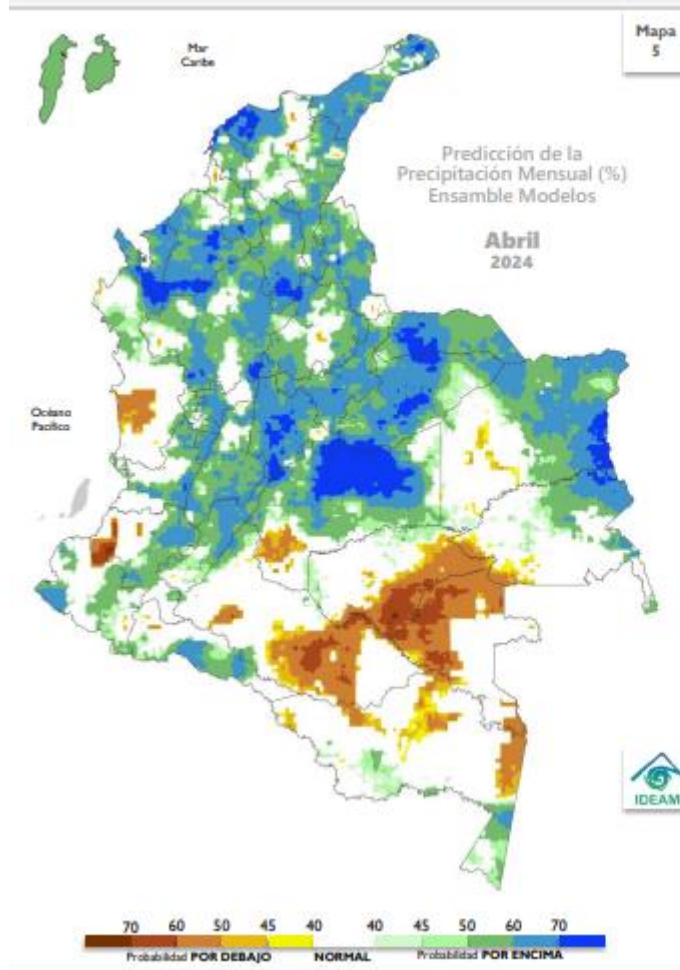 Mapa
5
Mar
Caribe
Predicción de la
Precipitación Mensual (%)
Ensamble Modelos
Abril
2024
Océano
Pacífico
IDEAM
70 60 50 45 40 40 45 50 60 70
Probabilidad POR DEBAJO NORMAL Probabilidad POR ENCIMA